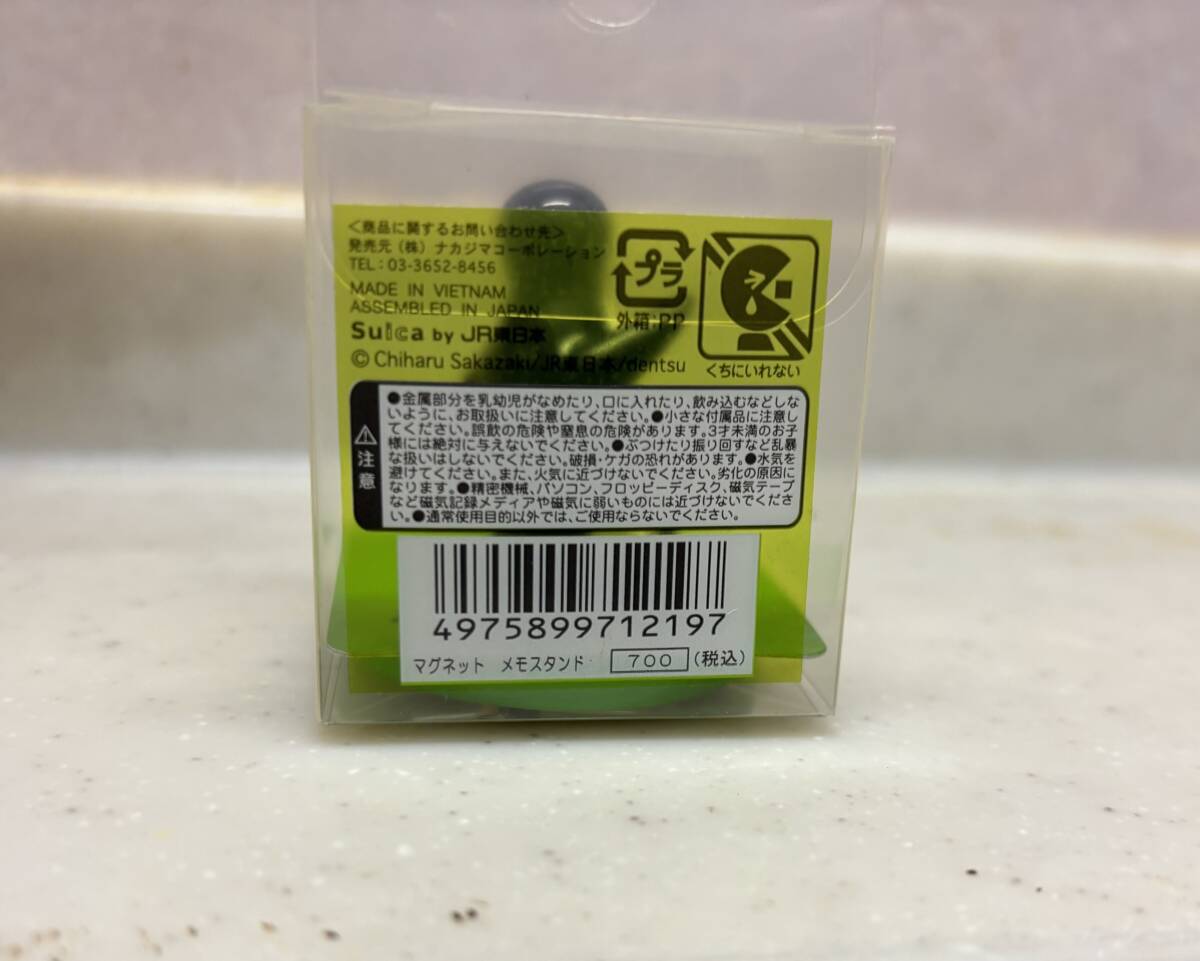 <商品に関するお問い合わせ先>
発売元(株)ナカジマコーポレーション
TEL:03-3652-8456
MADE IN VIETNAM
ASSEMBLED IN JAPAN
Suica by JR東日本
© Chiharu Sakazaki/JR東日本/dentsu
プラ
外箱:PP
くちにいれない
注意
●金属部分を乳幼児がなめたり、口に入れたり、飲み込むなどしな
いように、お取扱いに注意してください。●小さな付属品に注意し
てください。誤飲の危険や窒息の危険があります。3才未満のお子
様には絶対に与えないでください。●ぶつけたり振り回すなど乱暴
な扱いはしないでください。破損・ケガの恐れがあります。●水気を
避けてください。また、火気に近づけないでください。劣化の原因に
なります。●精密機械、パソコン、フロッピーディスク、磁気テープ
など磁気記録メディアや磁気に弱いものには近づけないでくださ
い。●通常使用目的以外では、ご使用ならないでください。
4975899712197
マグネット メモスタンド 700 (税込)